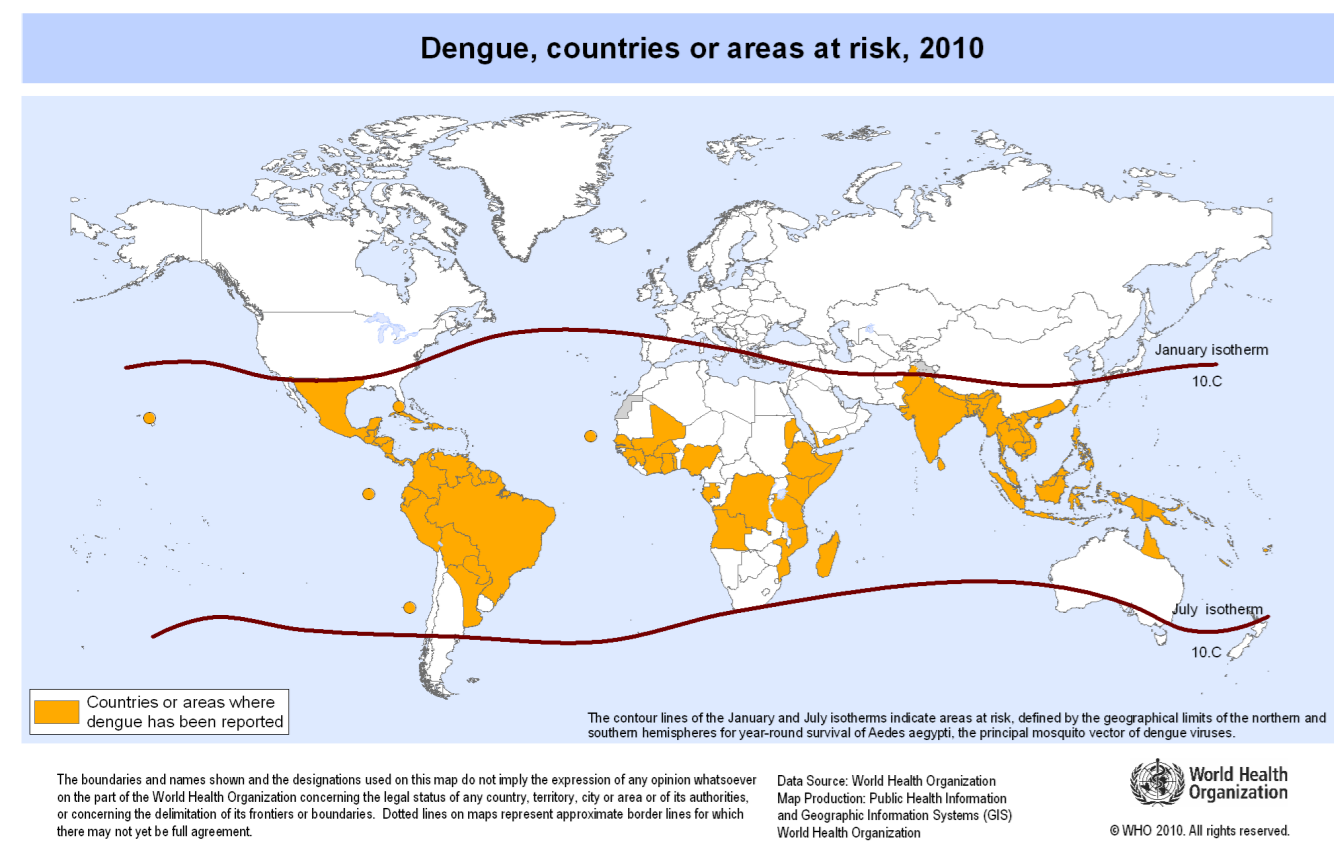 Dengue, countries or areas at risk, 2010
January isotherm
10.C
July isotherm
10.C
Countries or areas where
dengue has been reported
The contour lines of the January and July isotherms indicate areas at risk, defined by the geographical limits of the northern and
southern hemispheres for year-round survival of Aedes aegypti, the principal mosquito vector of dengue viruses.
The boundaries and names shown and the designations used on this map do not imply the expression of any opinion whatsoever
on the part of the World Health Organization concerning the legal status of any country, territory, city or area or of its authorities,
or concerning the delimitation of its frontiers or boundaries. Dotted lines on maps represent approximate border lines for which
there may not yet be full agreement.
Data Source: World Health Organization
Map Production: Public Health Information
and Geographic Information Systems (GIS)
World Health Organization
World Health
Organization
© WHO 2010. All rights reserved.